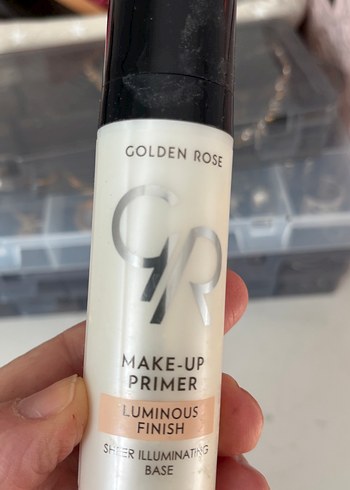 GOLDEN ROSE
GR
MAKE-UP
PRIMER
LUMINOUS
FINISH
SHEER ILLUMINATING
BASE